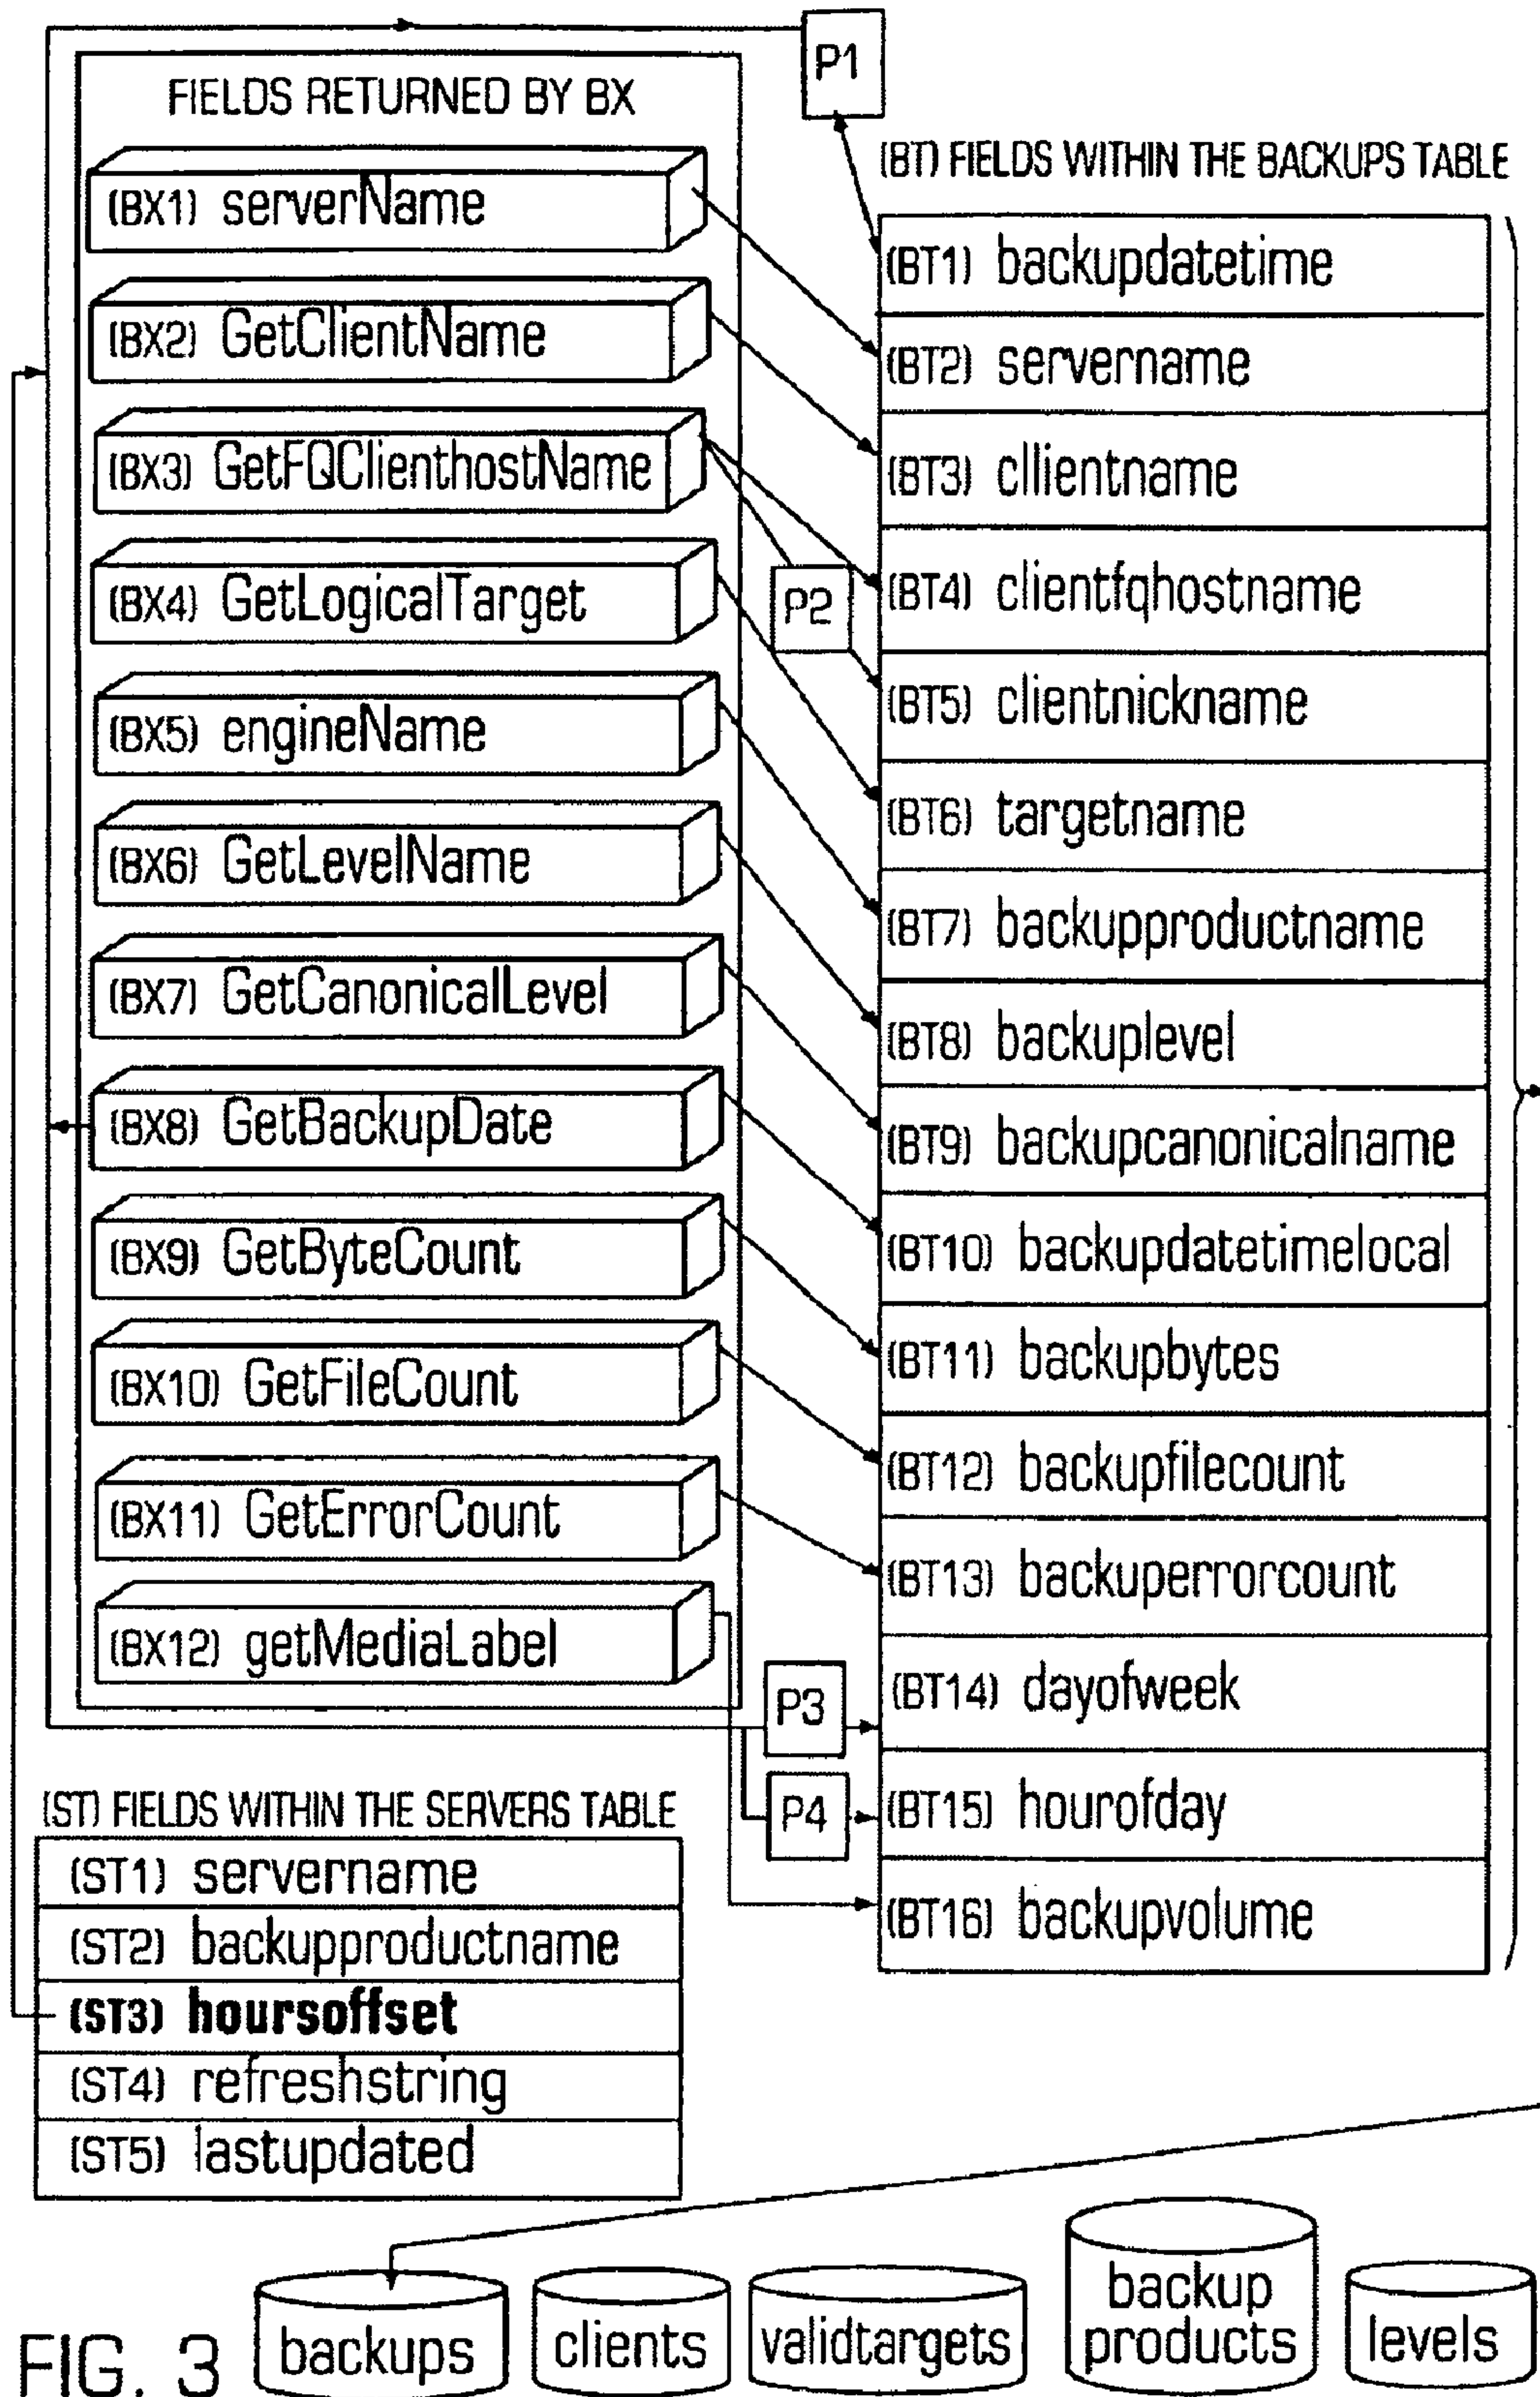 P1
FIELDS RETURNED BY BX
(BX1) serverName
(BX2) GetClientName
(BX3) GetFQClienthostName
(BX4) GetLogicalTarget
(BX5) engineName
(BX6) GetLevelName
(BX7) GetCanonicalLevel
(BX8) GetBackupDate
(BX9) GetByteCount
(BX10) GetFileCount
(BX11) GetErrorCount
(BX12) getMediaLabel
P2
P3
P4
(BT) FIELDS WITHIN THE BACKUPS TABLE
(BT1) backupdatetime
(BT2) servername
(BT3) cllientname
(BT4) clientfqhostname
(BT5) clientnickname
(BT6) targetname
(BT7) backupproductname
(BT8) backuplevel
(BT9) backupcanonicalname
(BT10) backupdatetimelocal
(BT11) backupbytes
(BT12) backupfilecount
(BT13) backuperrorcount
(BT14) dayofweek
(BT15) hourofday
(BT16) backupvolume
(ST) FIELDS WITHIN THE SERVERS TABLE
(ST1) servername
(ST2) backupproductname
(ST3) hoursoffset
(ST4) refreshstring
(ST5) lastupdated
backups
clients
validtargets
backup
products
levels
FIG. 3